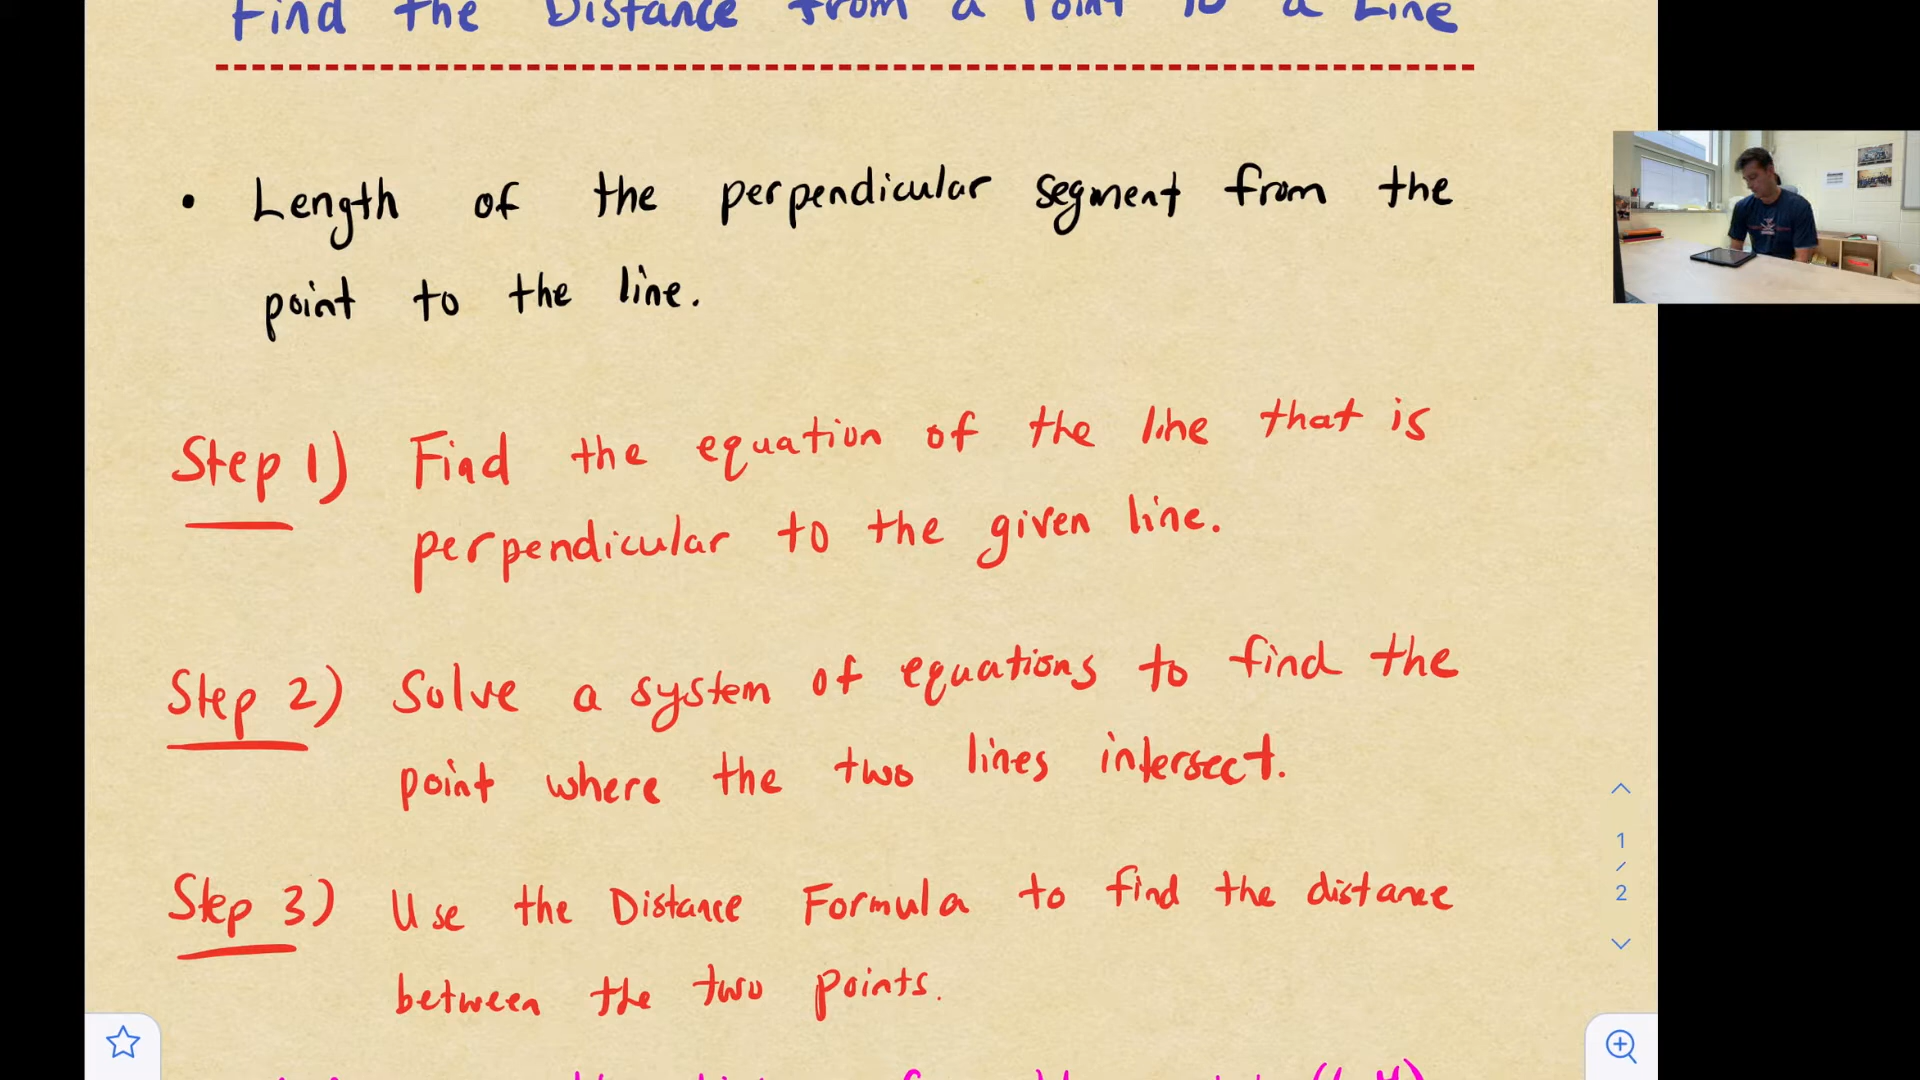 Find the Distance from a Point to a Line
• Length of the perpendicular segment from the
point to the line.
Step 1) Find the equation of the line that is
perpendicular to the given line.
Step 2) Solve a system of equations to find the
point where the two lines intersect.
Step 3) Use the Distance Formula to find the distance
between the two points.
1
/
2